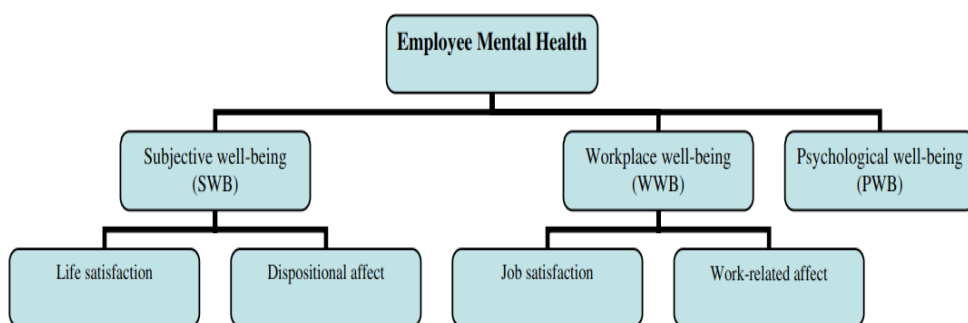 Employee Mental Health
Subjective well-being
(SWB)
Workplace well-being
(WWB)
Psychological well-being
(PWB)
Life satisfaction
Dispositional affect
Job satisfaction
Work-related affect